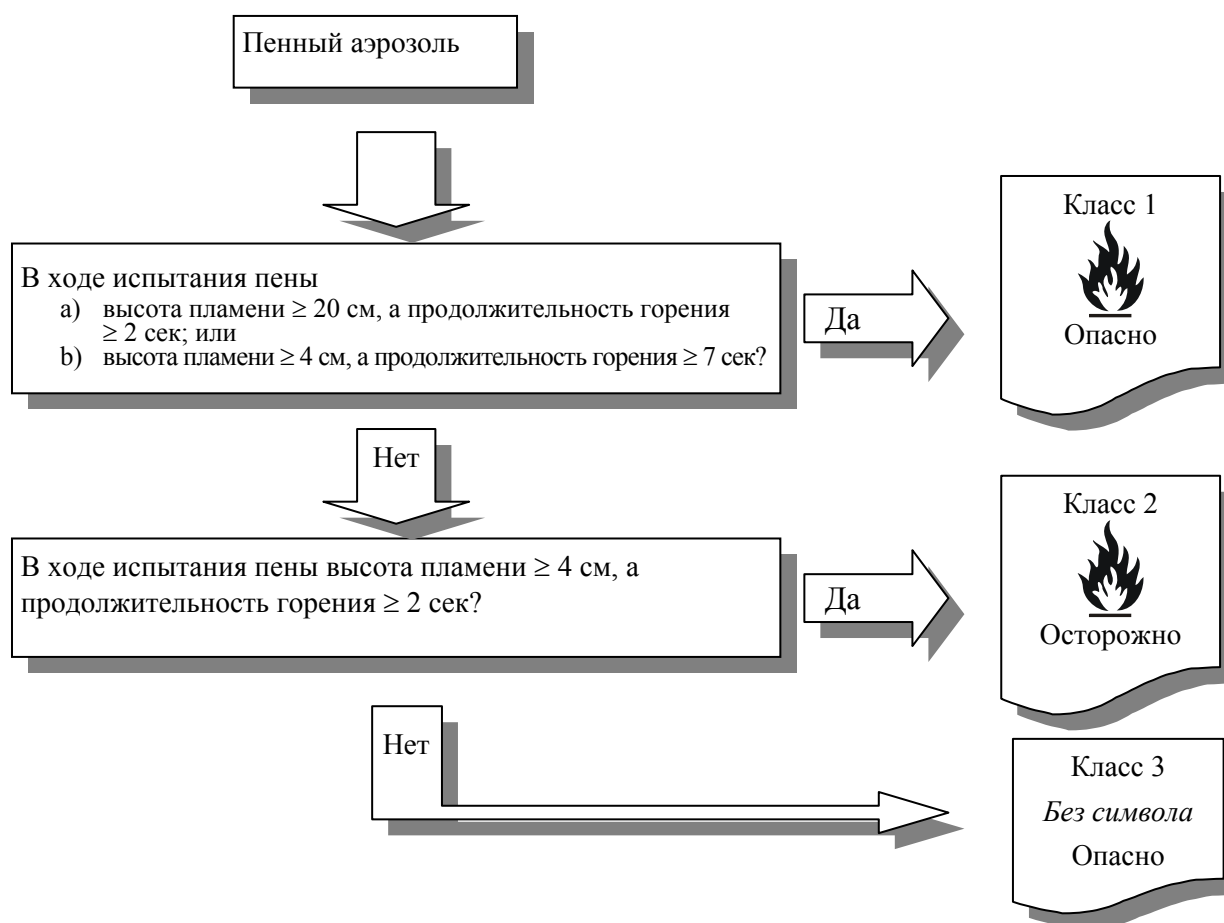 Пенный аэрозоль
В ходе испытания пены
a) высота пламени ≥ 20 см, а продолжительность горения
≥ 2 сек; или
b) высота пламени ≥ 4 см, а продолжительность горения ≥ 7 сек?
Да
Класс 1
Опасно
Нет
В ходе испытания пены высота пламени ≥ 4 см, а
продолжительность горения ≥ 2 сек?
Да
Класс 2
Осторожно
Нет
Класс 3
Без символа
Опасно